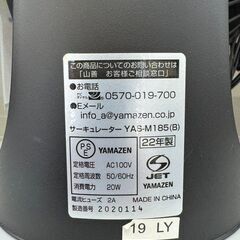 この商品についてのお問い合わせは
「山善 お客様ご相談窓口」
●お電話
0570-019-700
●Eメール
info_a@yamazen.co.jp
サーキュレーター YAS-M185(B)
PSE
YAMAZEN
22年製
定格電圧 AC100V
定格周波数 50/60Hz
定格消費電力 20W
電流ヒューズ 2A
S
JET
YAMAZEN
MADE IN CHINA
製造番号 2020114
19 LY